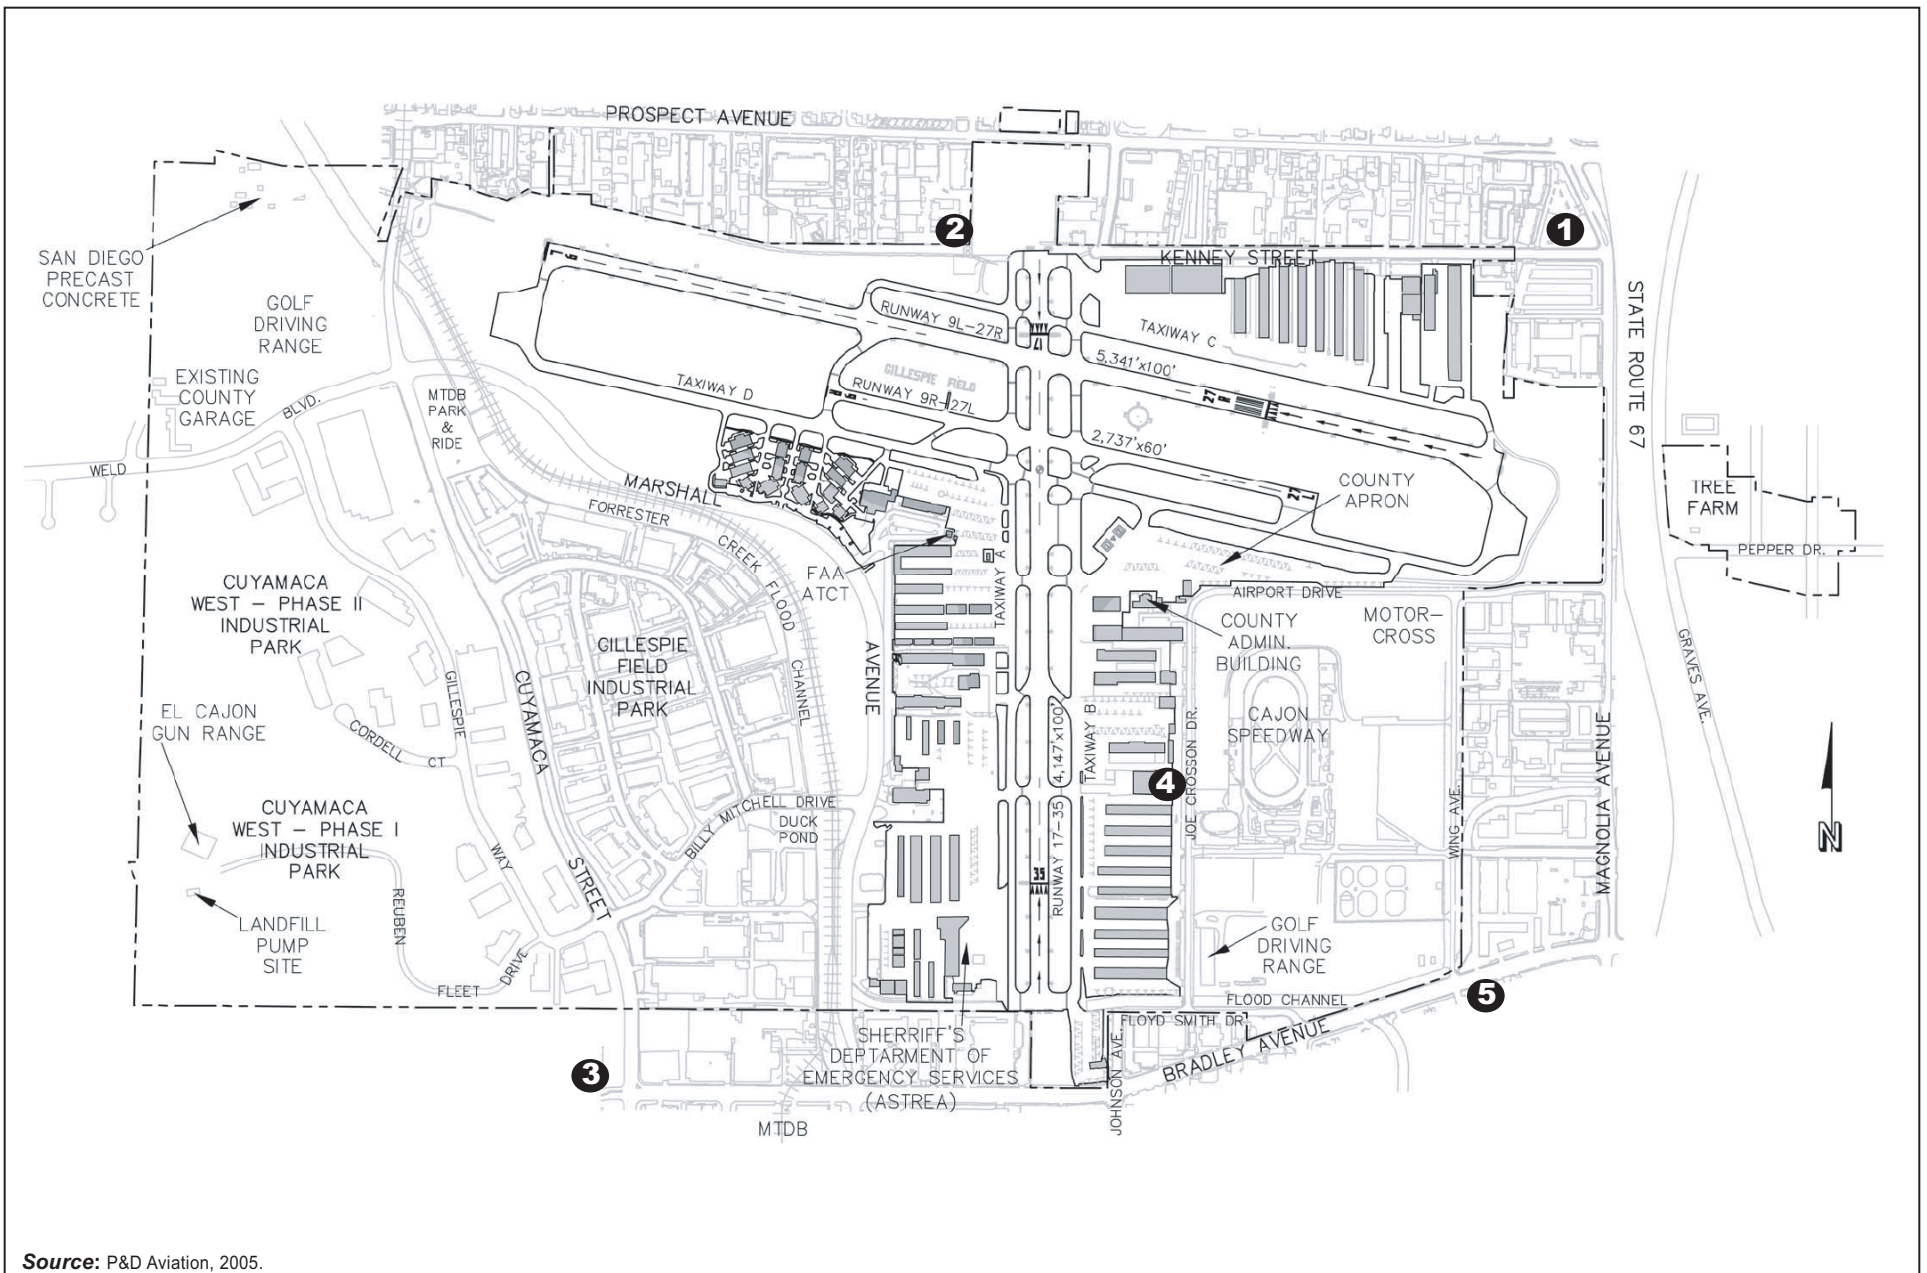 PROSPECT AVENUE
2
1
KENNEY STREET
SAN DIEGO
PRECAST
CONCRETE
GOLF
DRIVING
RANGE
EXISTING
COUNTY
GARAGE
BLVD.
WELD
MTDB
PARK
&
RIDE
9
L
RUNWAY 9L-27R
17
TAXIWAY C
5,341'x100'
27
R
GILLESPIE FIELD
TAXIWAY D
RUNWAY 9R-27L
2,737'x60'
27
L
STATE ROUTE 67
COUNTY
APRON
TREE
FARM
PEPPER DR.
MARSHALL
AVENUE
FORRESTER
CREEK FLOOD
CHANNEL
FAA
ATCT
TAXIWAY A
AIRPORT DRIVE
COUNTY
ADMIN.
BUILDING
MOTOR-
CROSS
CUYAMACA
WEST - PHASE II
INDUSTRIAL
PARK
GILLESPIE
FIELD
INDUSTRIAL
PARK
GRAVES AVE.
EL CAJON
GUN RANGE
CORDELL
CT
GILLESPIE
WAY
CUYAMACA
STREET
4,147'x100'
TAXIWAY B
JOE CROSSON DR.
CAJON
SPEEDWAY
4
WING AVE.
MAGNOLIA AVENUE
N
CUYAMACA
WEST - PHASE I
INDUSTRIAL
PARK
BILLY MITCHELL DRIVE
DUCK
POND
35
RUNWAY 17-35
LANDFILL
PUMP
SITE
REUBEN
FLEET
DRIVE
GOLF
DRIVING
RANGE
FLOOD CHANNEL
5
FLOYD SMITH DR.
BRADLEY AVENUE
JOHNSON AVE.
SHERRIFF'S
DEPTARMENT OF
EMERGENCY SERVICES
(ASTREA)
3
MTDB
Source: P&D Aviation, 2005.